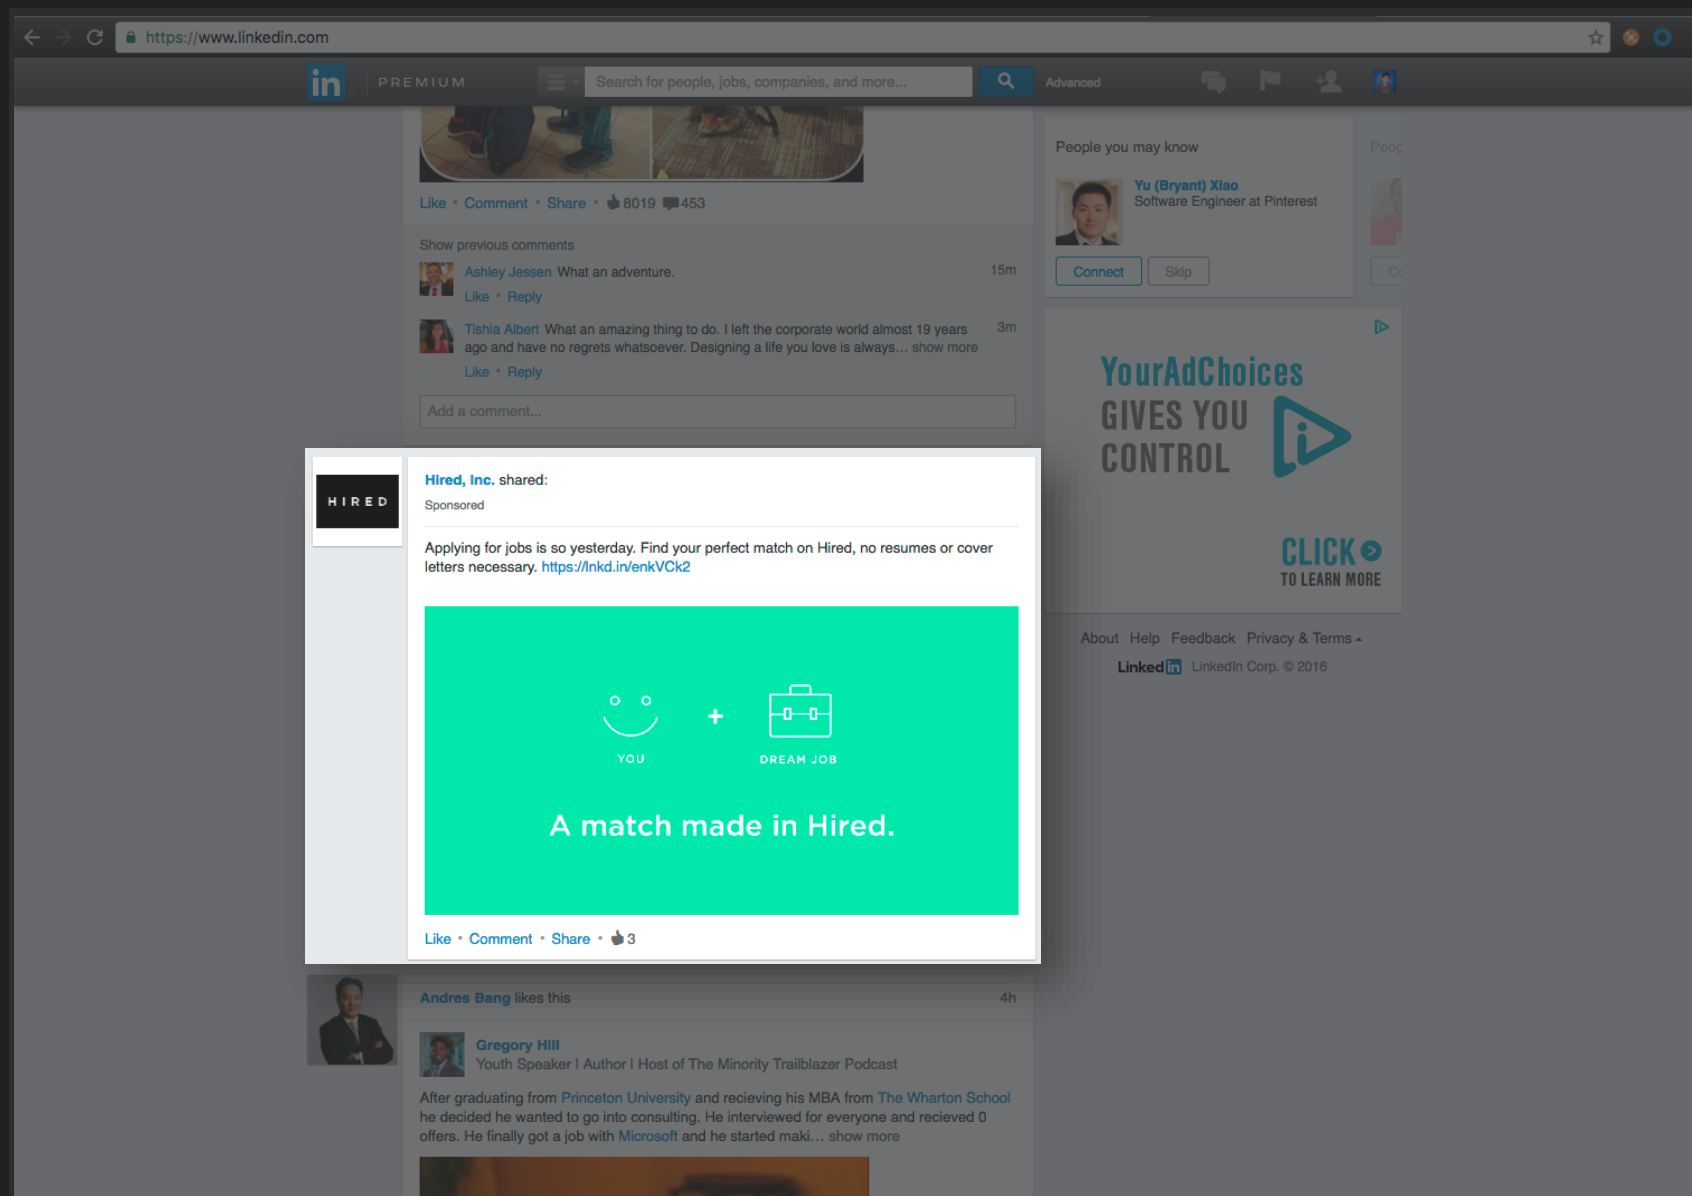 https://www.linkedin.com
in PREMIUM
Search for people, jobs, companies, and more...
Advanced
Like • Comment • Share • 8019 453
Show previous comments
Ashley Jessen What an adventure. 15m
Like • Reply
Tishia Albert What an amazing thing to do. I left the corporate world almost 19 years 3m
ago and have no regrets whatsoever. Designing a life you love is always... show more
Like • Reply
Add a comment...
People you may know
Yu (Bryant) Xiao
Software Engineer at Pinterest
Connect Skip
YourAdChoices
GIVES YOU
CONTROL
CLICK
TO LEARN MORE
About Help Feedback Privacy & Terms
Linked in LinkedIn Corp. © 2016
HIRED
Hired, Inc. shared:
Sponsored
Applying for jobs is so yesterday. Find your perfect match on Hired, no resumes or cover
letters necessary. https://lnkd.in/enkVCk2
+
YOU DREAM JOB
A match made in Hired.
Like • Comment • Share • 3
Andres Bang likes this 4h
Gregory Hill
Youth Speaker | Author | Host of The Minority Trailblazer Podcast
After graduating from Princeton University and recieving his MBA from The Wharton School
he decided he wanted to go into consulting. He interviewed for everyone and recieved 0
offers. He finally got a job with Microsoft and he started maki... show more